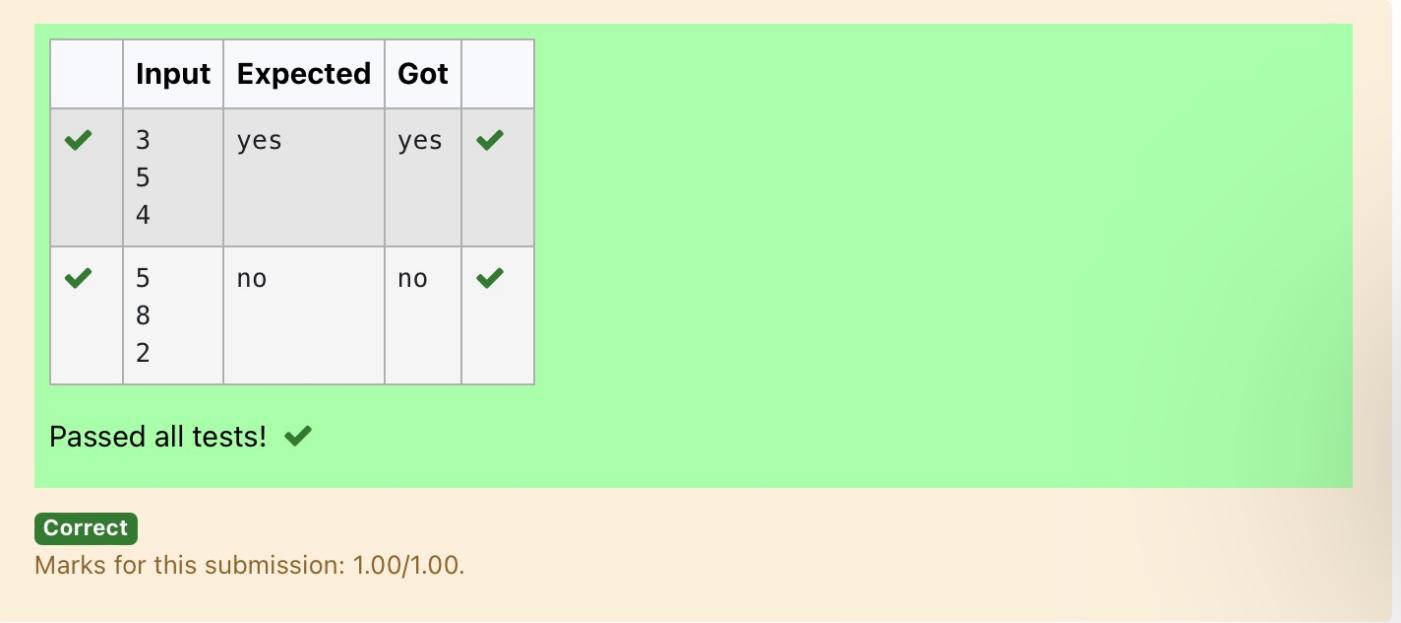 Input Expected Got
3 yes yes
5
4
5 no no
8
2
Passed all tests!
Correct
Marks for this submission: 1.00/1.00.